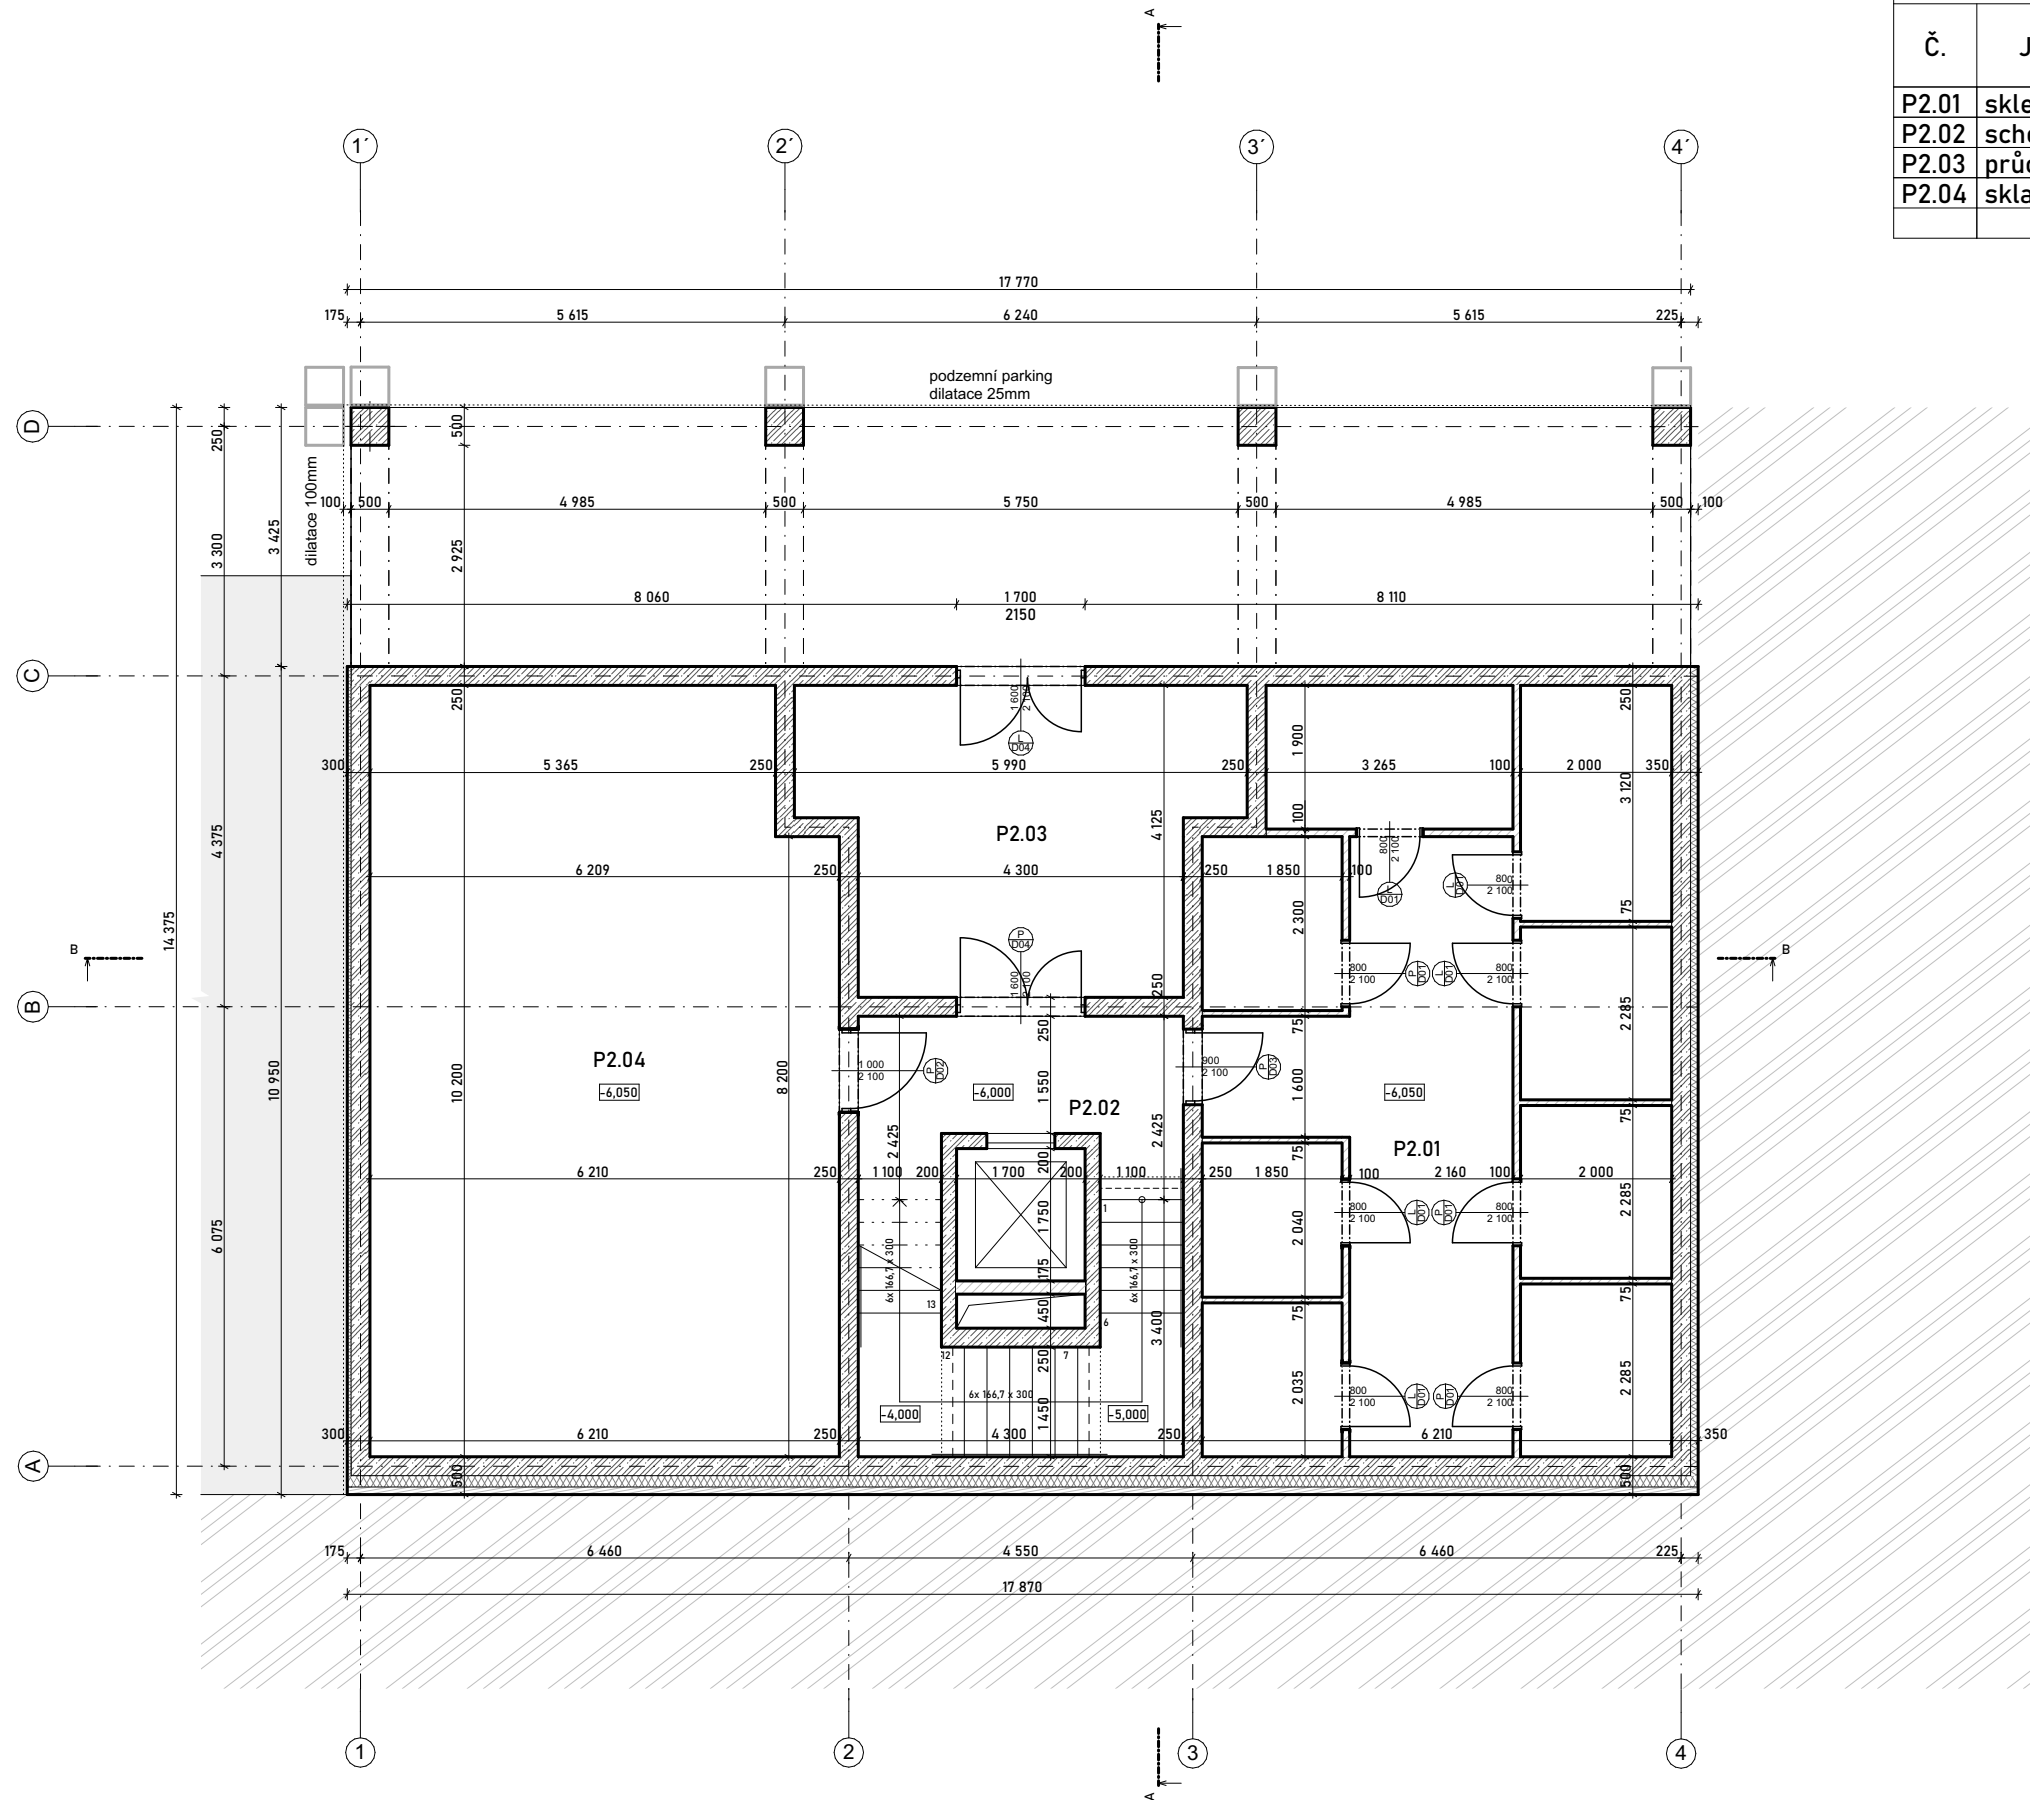 A
Č.
P2.01
P2.02
P2.03
P2.04
1´ 2´ 3´ 4´
17 770
175 5 615 6 240 5 615 225
podzemní parking
dilatace 25mm
D
250
500
dilatace 100mm
100 500 4 985 500 5 750 500 4 985 500 100
3 300
3 425
2 925
8 060 1 700 8 110
2150
C
250
1 600
2 100
L
D04
250
1 900
300 5 365 250 5 990 250 3 265 100 2 000 350
3 120
100
P2.03
4 125
4 375
800
2 100
L
D01
6 209 250 4 300 250 1 850 100
800
2 100
14 375
2 300
75
P
D04
B
B
1 600
2 100
250
800
2 100
P
D01
L
D01
800
2 100
B
250
75
2 285
P2.04
-6,050
10 950
10 200
8 200
1 000
2 100
P
D02
-6,000
1 550
P2.02
900
2 100
P
D03
1 600
-6,050
75
2 425
2 425
P2.01
75
200
6 210 250 1 100 200 1 700 200 1 100 250 1 850 100 2 160 100 2 000
1
1 750
800
2 100
L
D01
P
D01
800
2 100
6 075
2 040
2 285
6x 166,7 x 300
6x 166,7 x 300
175
13
450
6
3 400
75
75
12
7
250
6x 166,7 x 300
2 035
800
2 100
L
D01
P
D01
800
2 100
2 285
-4,000
1 450
-5,000
300 6 210 250 4 300 250 6 210 350
A
500
500
175 6 460 4 550 6 460 225
17 870
1 2 3 4
A